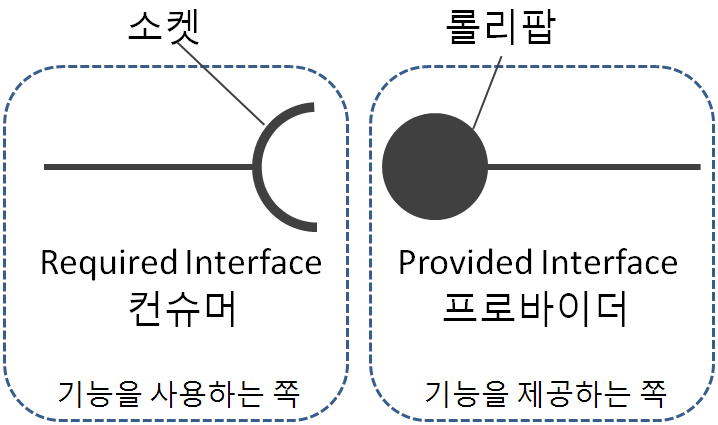 소켓
Required Interface
컨슈머
기능을 사용하는 쪽
롤리팝
Provided Interface
프로바이더
기능을 제공하는 쪽